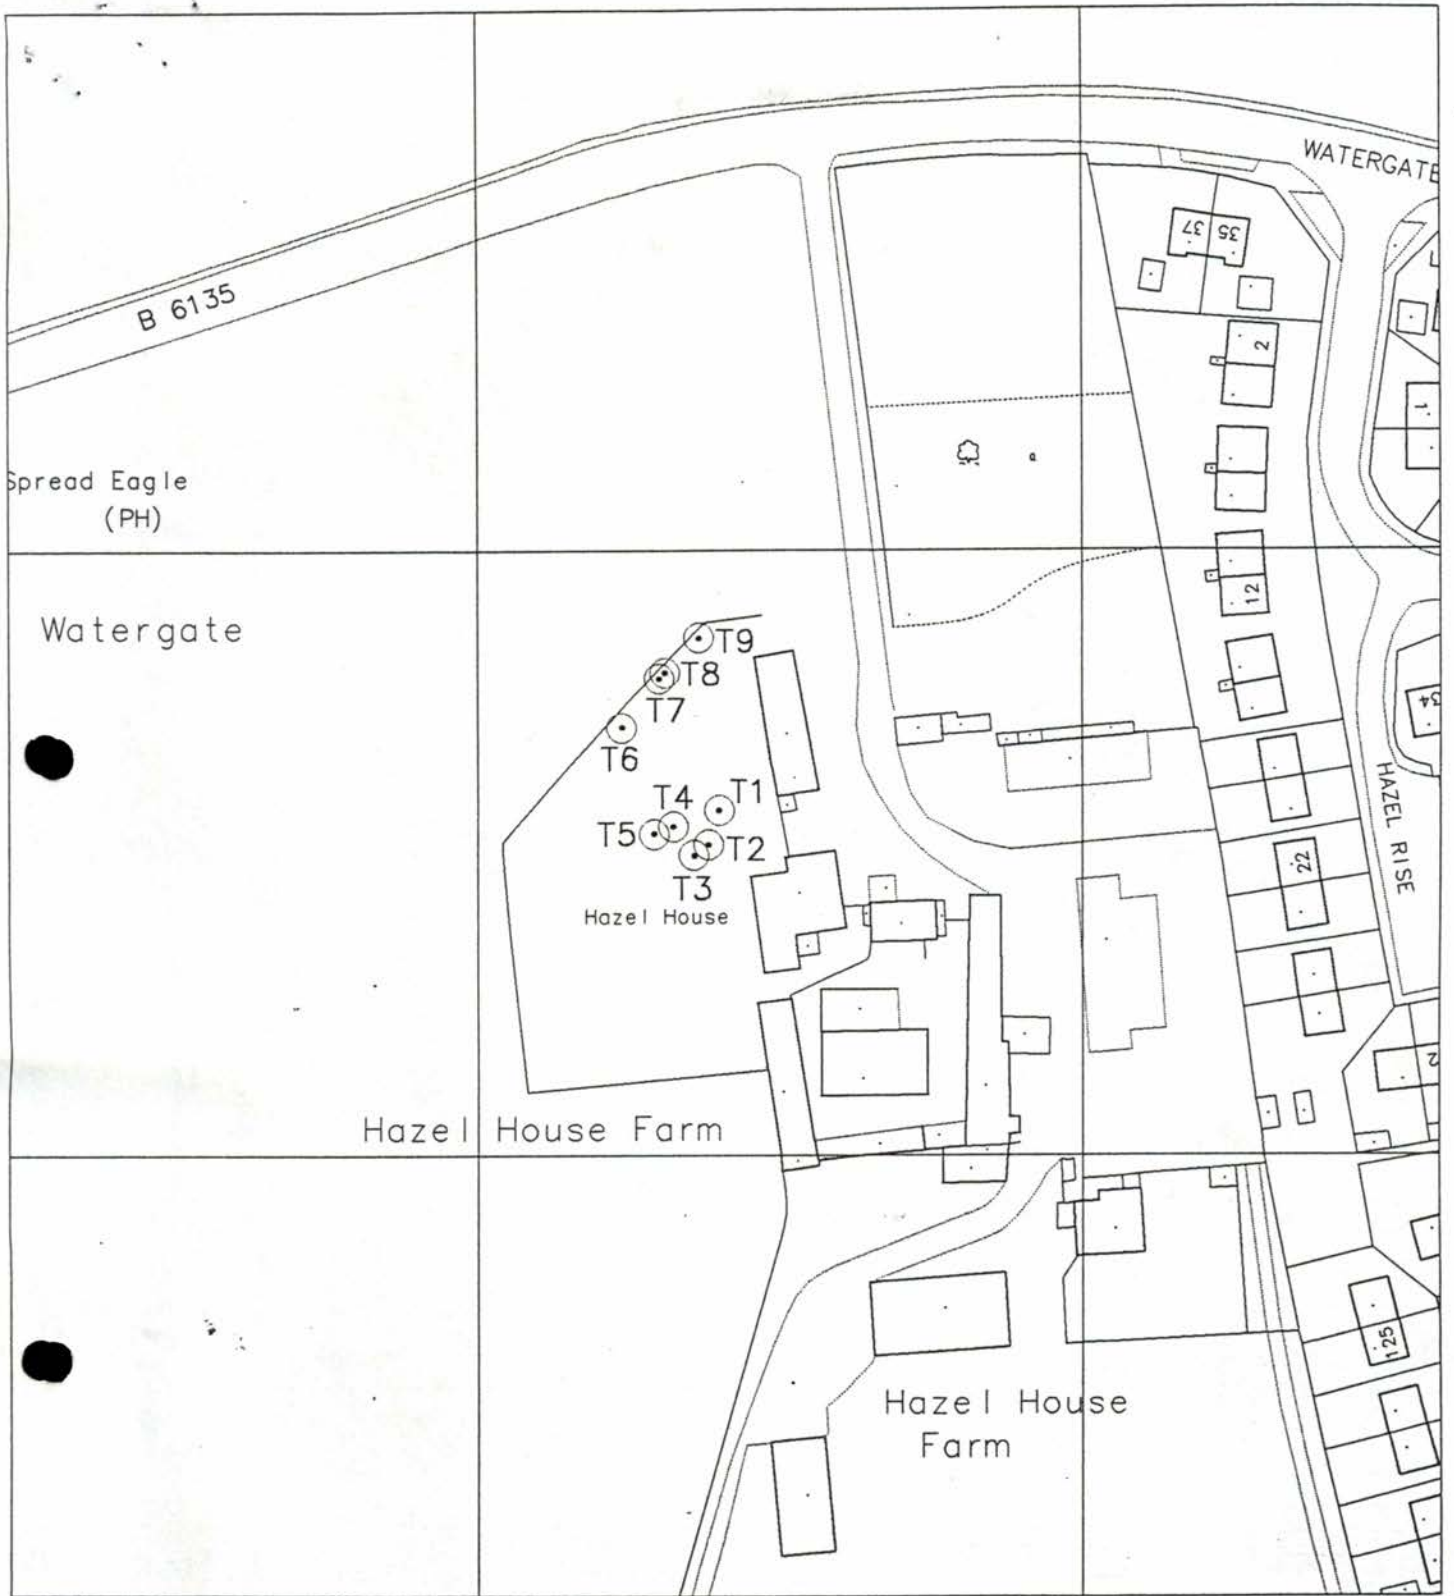 WATERGATE
37
35
B 6135
2
1
Spread Eagle
(PH)
12
Watergate
T9
T8
T7
34
T6
HAZEL RISE
T4
T1
T5
T2
22
T3
Hazel House
2
Hazel House Farm
125
Hazel House
Farm